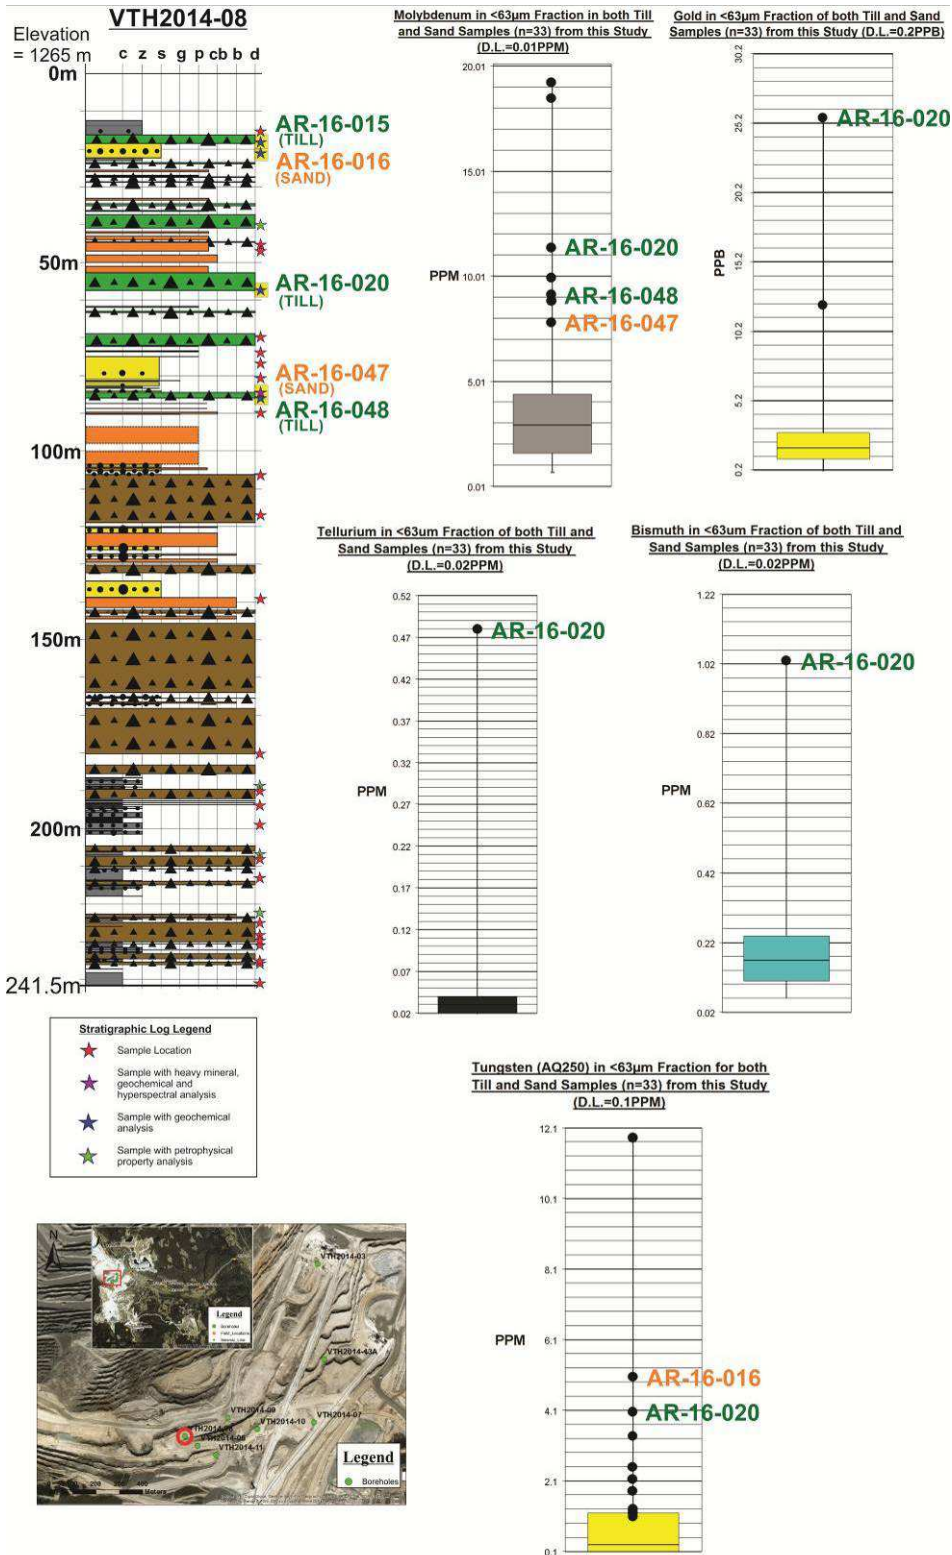 VTH2014-08
Elevation
= 1265 m
c z s g p cb b d
0m
50m
100m
150m
200m
241.5m
AR-16-015
(TILL)
AR-16-016
(SAND)
AR-16-020
(TILL)
AR-16-047
(SAND)
AR-16-048
(TILL)
Molybdenum in <63µm Fraction in both Till
and Sand Samples (n=33) from this Study
(D.L.=0.01PPM)
20.01
15.01
10.01
5.01
0.01
PPM
AR-16-020
AR-16-048
AR-16-047
Gold in <63µm Fraction of both Till and Sand
Samples (n=33) from this Study (D.L.=0.2PPB)
30.2
25.2
20.2
15.2
10.2
5.2
0.2
PPB
AR-16-020
Tellurium in <63um Fraction of both Till and
Sand Samples (n=33) from this Study
(D.L.=0.02PPM)
0.52
0.47
0.42
0.37
0.32
0.27
0.22
0.17
0.12
0.07
0.02
PPM
AR-16-020
Bismuth in <63µm Fraction of both Till and
Sand Samples (n=33) from this Study
(D.L.=0.02PPM)
1.22
1.02
0.82
0.62
0.42
0.22
0.02
PPM
AR-16-020
Stratigraphic Log Legend
Sample Location
Sample with heavy mineral,
geochemical and
hyperspectral analysis
Sample with geochemical
analysis
Sample with petrophysical
property analysis
Tungsten (AQ250) in <63µm Fraction for both
Till and Sand Samples (n=33) from this Study
(D.L.=0.1PPM)
12.1
10.1
8.1
6.1
4.1
2.1
0.1
PPM
AR-16-016
AR-16-020
N
VTH2014-03
Legend
Boreholes
VTH2014-43A
VTH2014-09
VTH2014-10
VTH2014-07
VTH2014-11
Legend
Boreholes
Meters